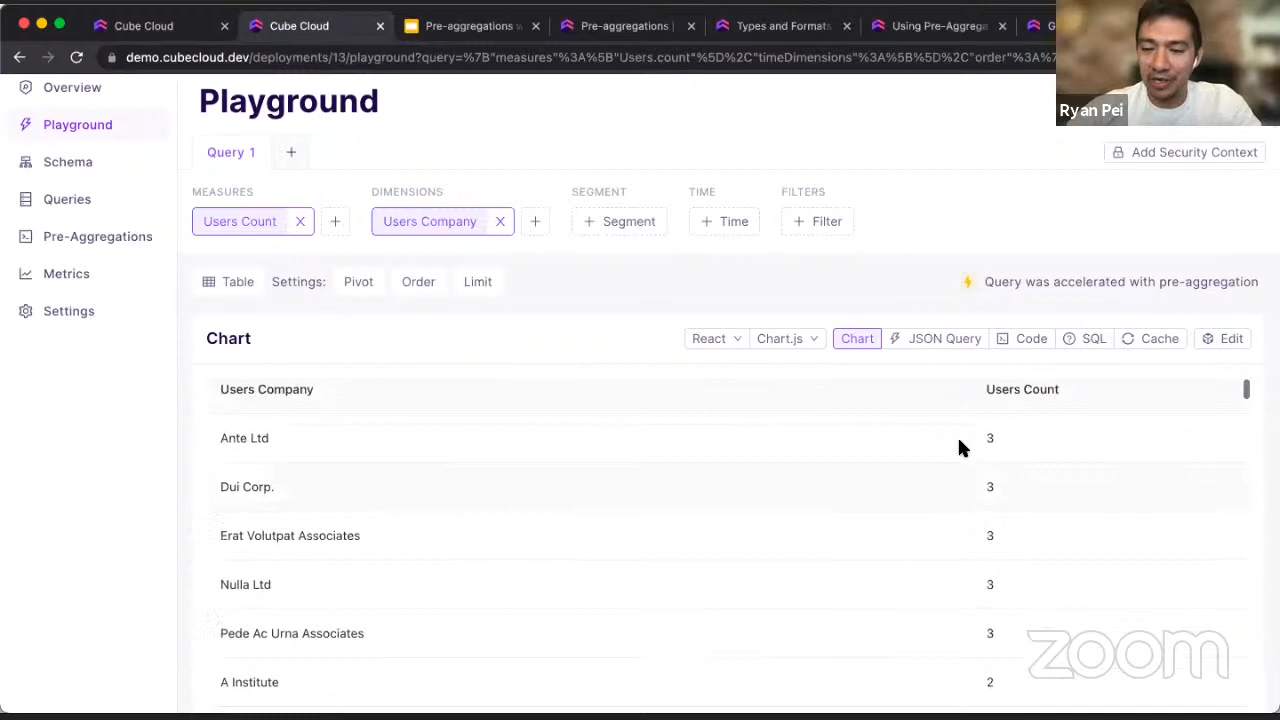 Cube Cloud
Cube Cloud
Pre-aggregations w
Pre-aggregations |
Types and Formats
Using Pre-Aggrega
G
demo.cubecloud.dev/deployments/13/playground?query=%7B"measures"%3A%5B"Users.count"%5D%2C"timeDimensions"%3A%5B%5D%2C"order"%3A%7
Ryan Pei
Overview
Playground
Schema
Queries
Pre-Aggregations
Metrics
Settings
Playground
Query 1
Add Security Context
MEASURES
DIMENSIONS
SEGMENT
TIME
FILTERS
Users Count
Users Company
+ Segment
+ Time
+ Filter
Table
Settings:
Pivot
Order
Limit
Query was accelerated with pre-aggregation
Chart
React
Chart.js
Chart
JSON Query
Code
SQL
Cache
Edit
Users Company Users Count
Ante Ltd 3
Dui Corp. 3
Erat Volutpat Associates 3
Nulla Ltd 3
Pede Ac Urna Associates 3
A Institute 2
zoom